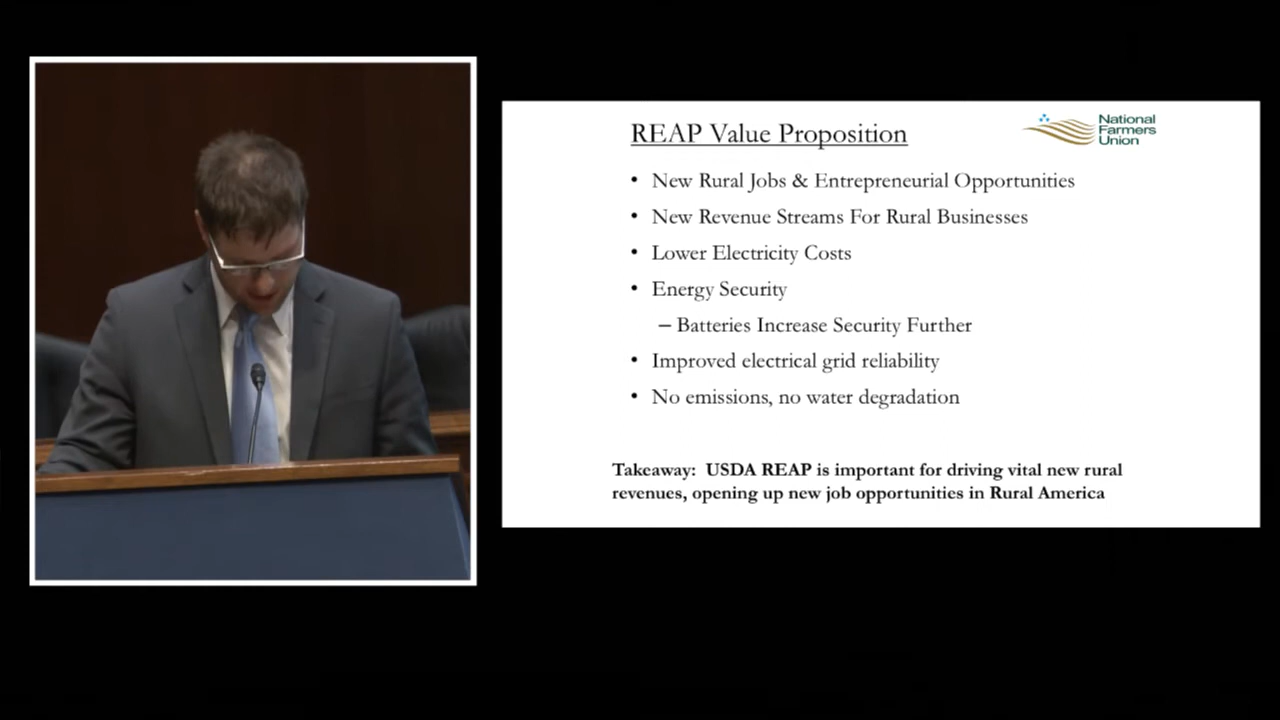 REAP Value Proposition
National
Farmers
Union
• New Rural Jobs & Entrepreneurial Opportunities
• New Revenue Streams For Rural Businesses
• Lower Electricity Costs
• Energy Security
– Batteries Increase Security Further
• Improved electrical grid reliability
• No emissions, no water degradation
Takeaway: USDA REAP is important for driving vital new rural
revenues, opening up new job opportunities in Rural America